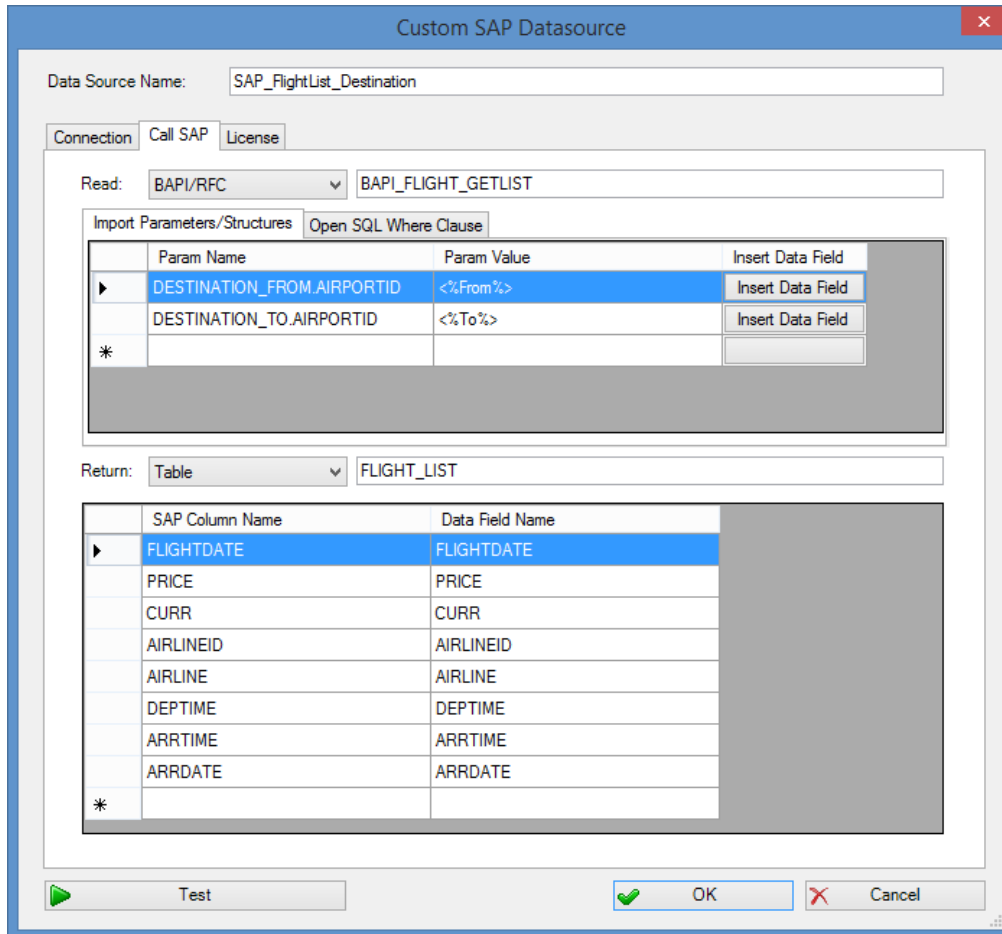 Custom SAP Datasource
Data Source Name: SAP_FlightList_Destination
Connection Call SAP License
Read: BAPI/RFC BAPI_FLIGHT_GETLIST
Import Parameters/Structures Open SQL Where Clause
Param Name Param Value Insert Data Field
DESTINATION_FROM.AIRPORTID <%From%> Insert Data Field
DESTINATION_TO.AIRPORTID <%To%> Insert Data Field
Return: Table FLIGHT_LIST
SAP Column Name Data Field Name
FLIGHTDATE FLIGHTDATE
PRICE PRICE
CURR CURR
AIRLINEID AIRLINEID
AIRLINE AIRLINE
DEPTIME DEPTIME
ARRTIME ARRTIME
ARRDATE ARRDATE
Test OK Cancel